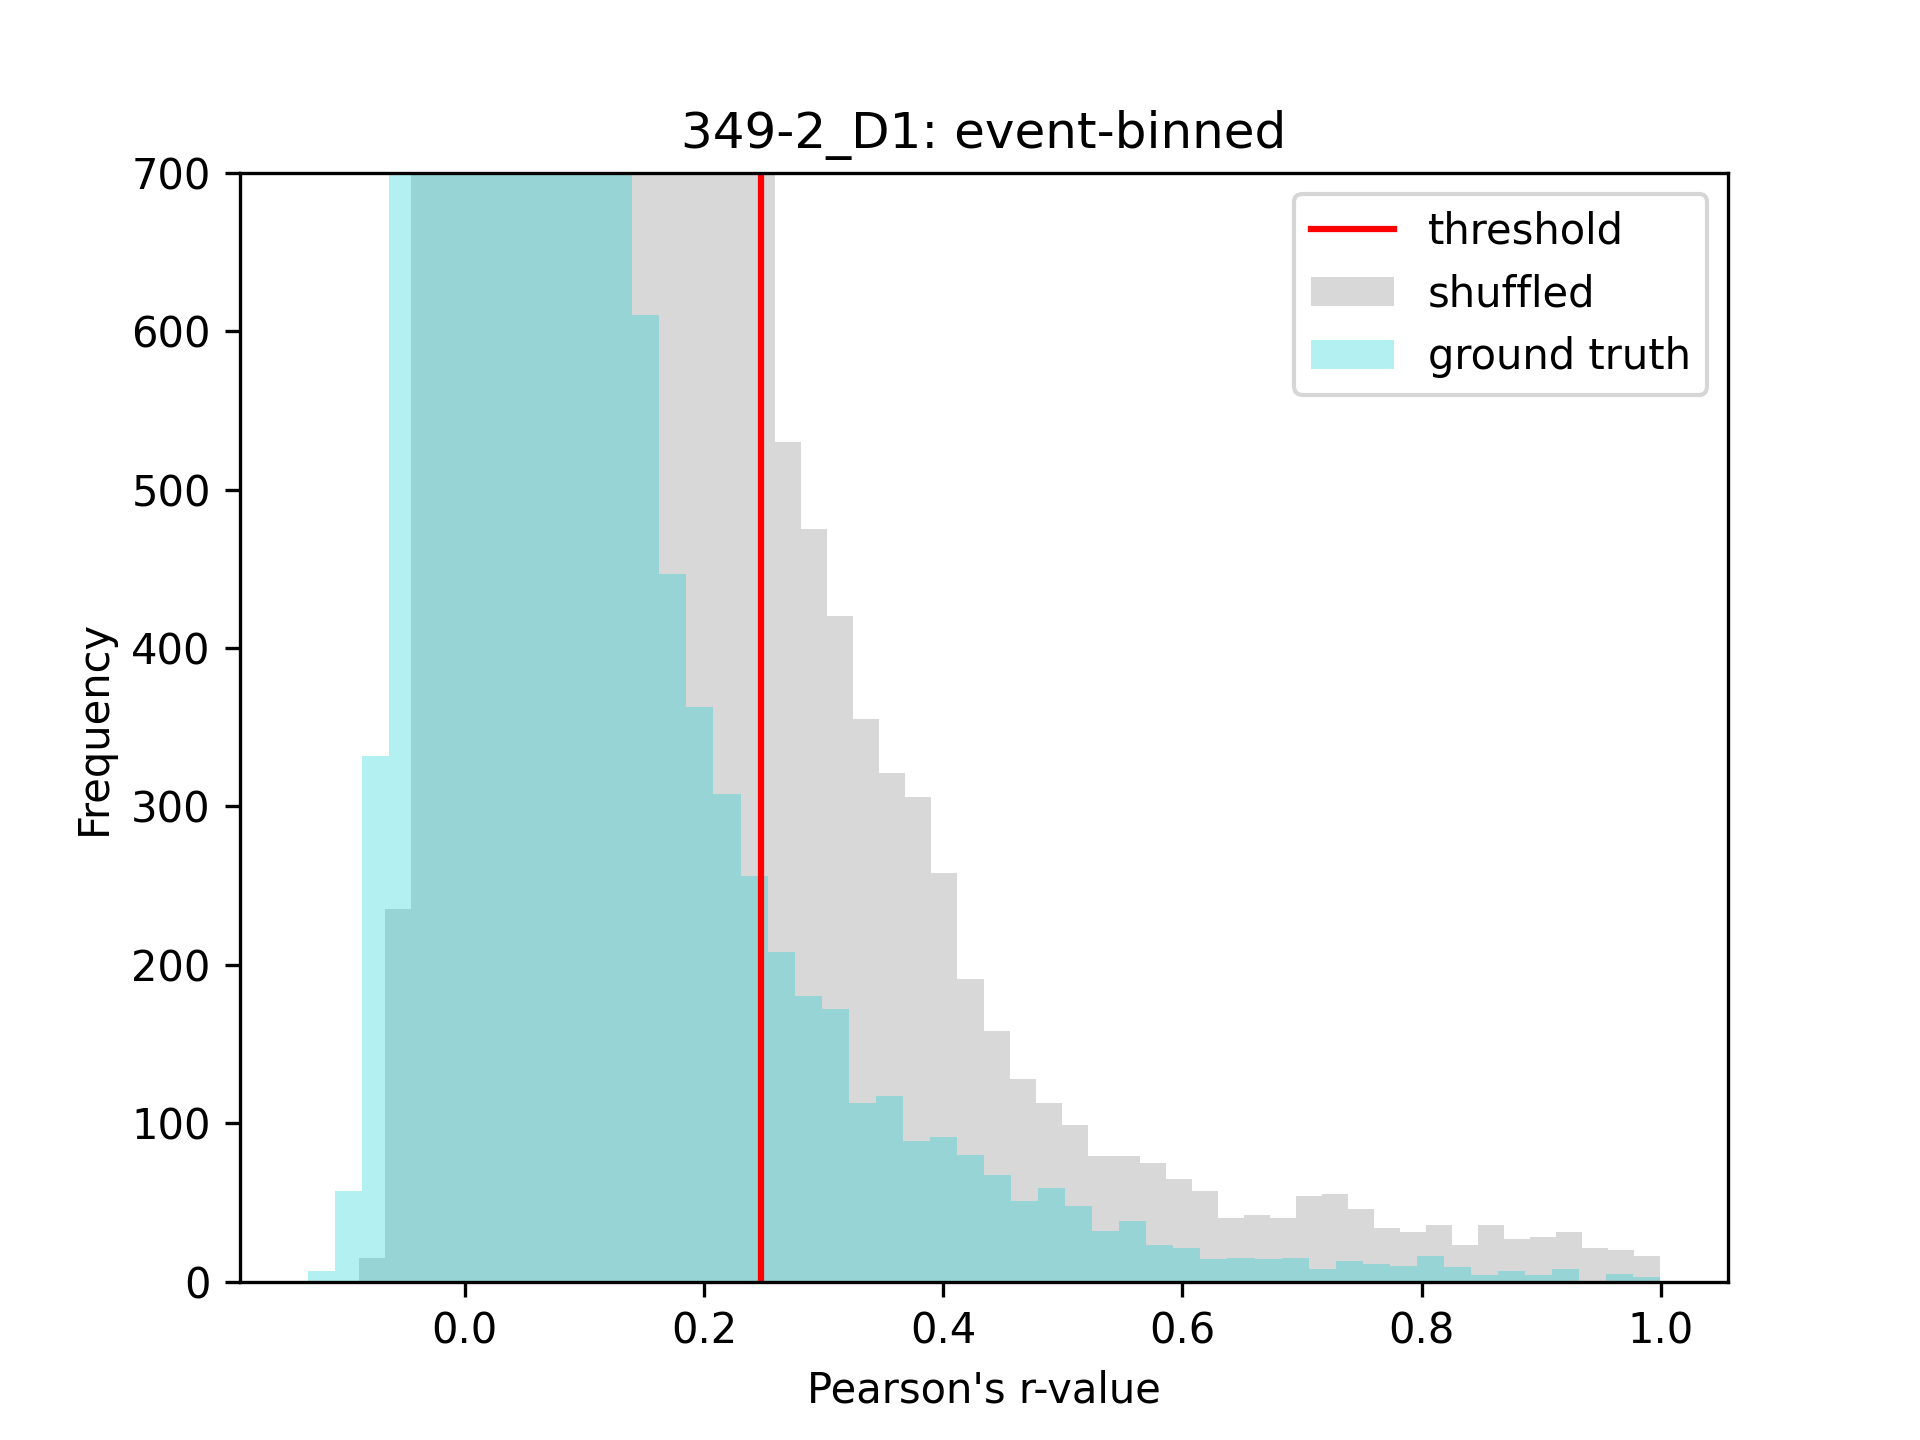 349-2_D1: event-binned
700
600
500
400
300
200
100
0
Frequency
threshold
shuffled
ground truth
0.0 0.2 0.4 0.6 0.8 1.0
Pearson's r-value